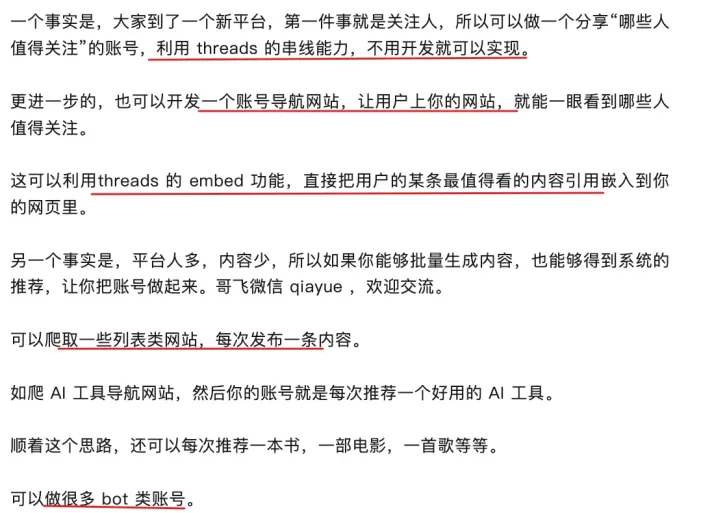 一个事实是，大家到了一个新平台，第一件事就是关注人，所以可以做一个分享“哪些人
值得关注”的账号，利用 threads 的串线能力，不用开发就可以实现。
更进一步的，也可以开发一个账号导航网站，让用户上你的网站，就能一眼看到哪些人
值得关注。
这可以利用threads 的 embed 功能，直接把用户的某条最值得看的内容引用嵌入到你
的网页里。
另一个事实是，平台人多，内容少，所以如果你能够批量生成内容，也能够得到系统的
推荐，让你把账号做起来。哥飞微信 qiayue ，欢迎交流。
可以爬取一些列表类网站，每次发布一条内容。
如爬 AI 工具导航网站，然后你的账号就是每次推荐一个好用的 AI 工具。
顺着这个思路，还可以每次推荐一本书，一部电影，一首歌等等。
可以做很多 bot 类账号。